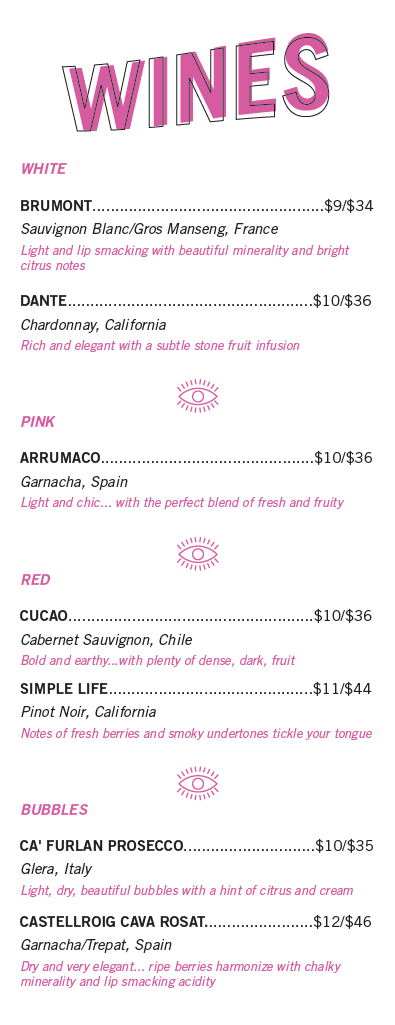 WINES
WHITE
BRUMONT....................................................$9/$34
Sauvignon Blanc/Gros Manseng, France
Light and lip smacking with beautiful minerality and bright
citrus notes
DANTE.......................................................$10/$36
Chardonnay, California
Rich and elegant with a subtle stone fruit infusion
PINK
ARRUMACO................................................$10/$36
Garnacha, Spain
Light and chic... with the perfect blend of fresh and fruity
RED
CUCAO.......................................................$10/$36
Cabernet Sauvignon, Chile
Bold and earthy...with plenty of dense, dark, fruit
SIMPLE LIFE..............................................$11/$44
Pinot Noir, California
Notes of fresh berries and smoky undertones tickle your tongue
BUBBLES
CA' FURLAN PROSECCO.............................$10/$35
Glera, Italy
Light, dry, beautiful bubbles with a hint of citrus and cream
CASTELLROIG CAVA ROSAT........................$12/$46
Garnacha/Trepat, Spain
Dry and very elegant... ripe berries harmonize with chalky
minerality and lip smacking acidity